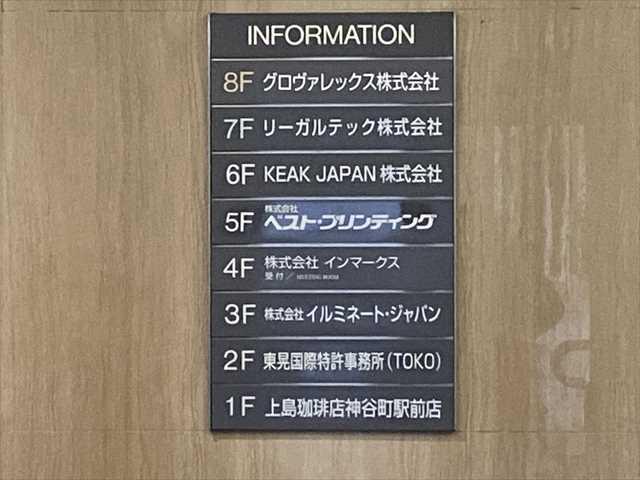 INFORMATION
8F グロヴァレックス株式会社
7F リーガルテック株式会社
6F KEAK JAPAN 株式会社
5F 株式会社 ベスト・プリンティング
4F 株式会社 インマークス
受付／MEETING ROOM
3F 株式会社 イルミネート・ジャパン
2F 東晃国際特許事務所(TOKO)
1F 上島珈琲店神谷町駅前店